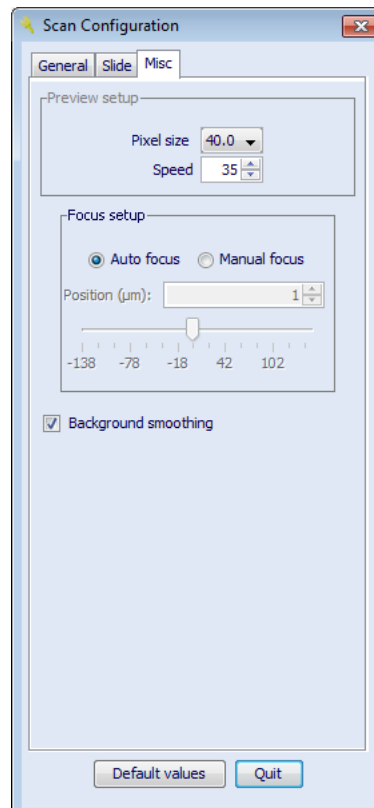 Scan Configuration
General Slide Misc
Preview setup
Pixel size 40.0
Speed 35
Focus setup
Auto focus Manual focus
Position (µm): 1
-138 -78 -18 42 102
Background smoothing
Default values Quit